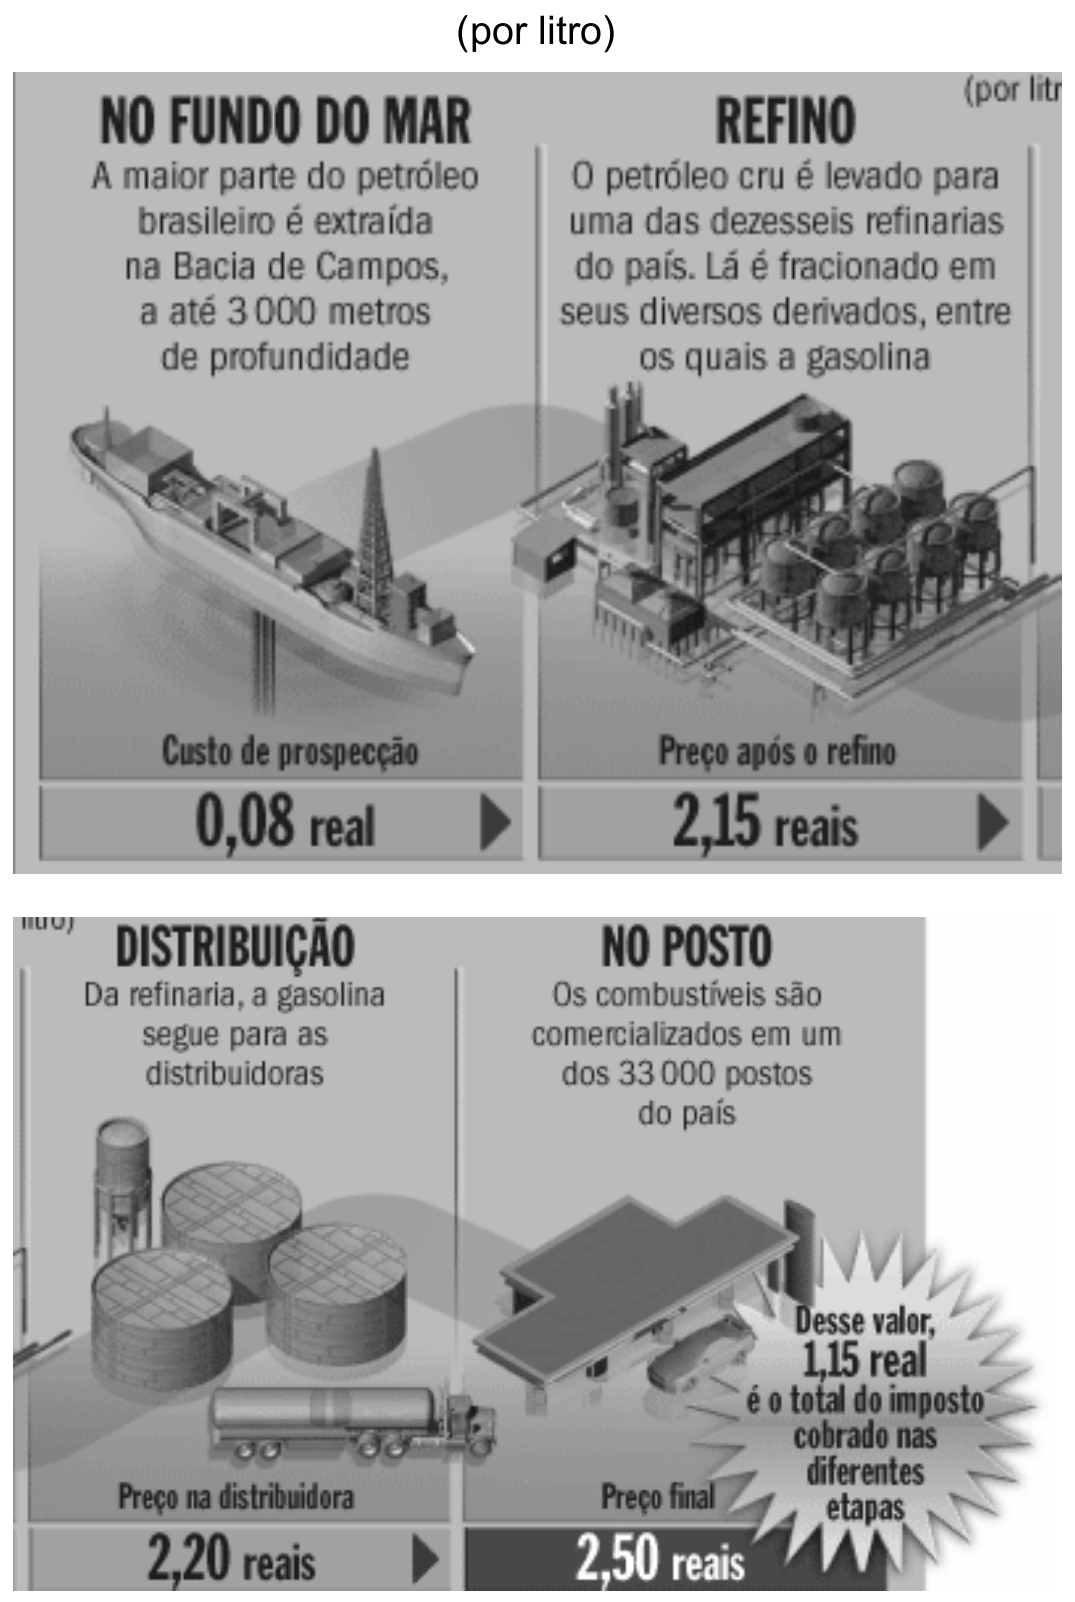 (por litro)
(por litr
NO FUNDO DO MAR
A maior parte do petróleo
brasileiro é extraída
na Bacia de Campos,
a até 3 000 metros
de profundidade
Custo de prospecção
0,08 real
REFINO
O petróleo cru é levado para
uma das dezesseis refinarias
do país. Lá é fracionado em
seus diversos derivados, entre
os quais a gasolina
Preço após o refino
2,15 reais
litro)
DISTRIBUIÇÃO
Da refinaria, a gasolina
segue para as
distribuidoras
Preço na distribuidora
2,20 reais
NO POSTO
Os combustíveis são
comercializados em um
dos 33 000 postos
do país
Preço final
2,50 reais
Desse valor,
1,15 real
é o total do imposto
cobrado nas
diferentes
etapas